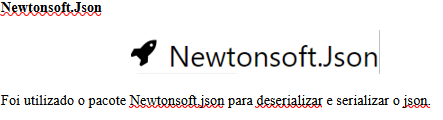 Newtonsoft.Json
Newtonsoft.Json
Foi utilizado o pacote Newtonsoft.json para deserializar e serializar o json.